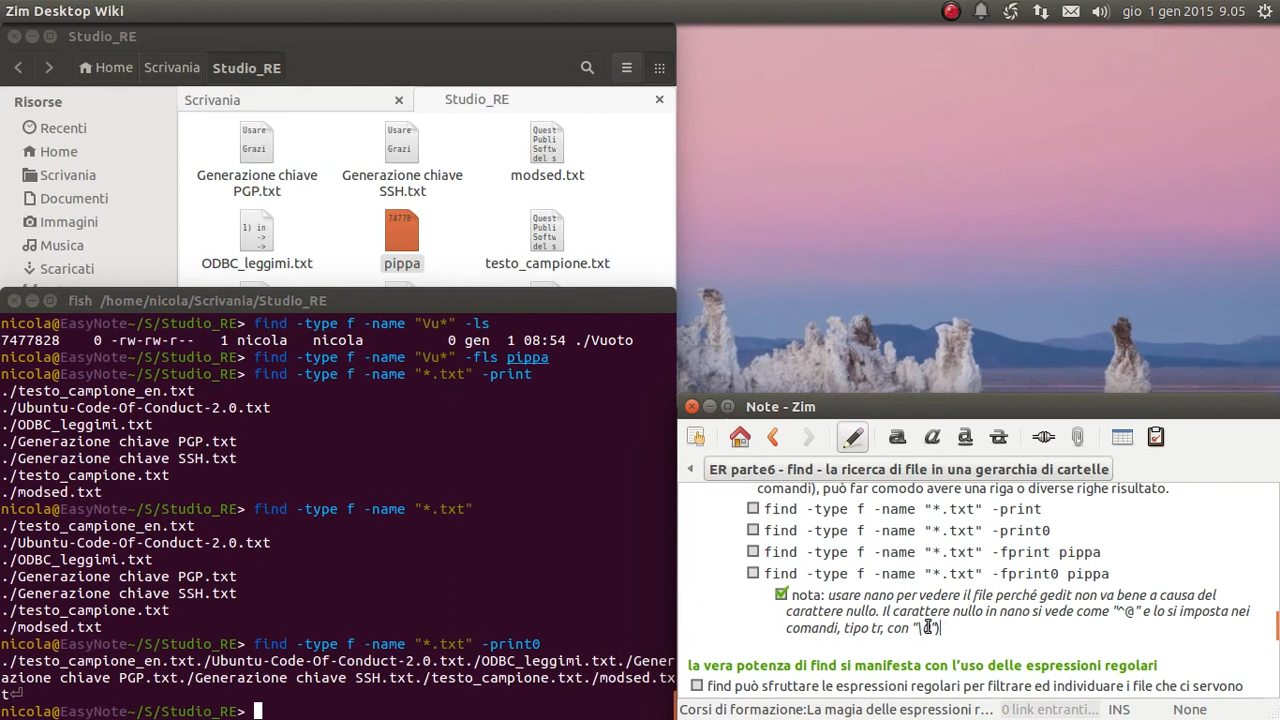 Zim Desktop Wiki
gio 1 gen 2015 9.05
Studio_RE
Home Scrivania Studio_RE
Risorse
Recenti
Home
Scrivania
Documenti
Immagini
Musica
Scaricati
Scrivania
Studio_RE
Usare
Grazi
Usare
Grazi
Quest
Publi
Softw
del s
Generazione chiave
PGP.txt
Generazione chiave
SSH.txt
modsed.txt
1) in
->
->
74778
Quest
Publi
Softw
del s
ODBC_leggimi.txt
pippa
testo_campione.txt
fish /home/nicola/Scrivania/Studio_RE
nicola@EasyNote~/S/Studio_RE> find -type f -name "Vu*" -ls
7477828 0 -rw-rw-r-- 1 nicola nicola 0 gen 1 08:54 ./Vuoto
nicola@EasyNote~/S/Studio_RE> find -type f -name "Vu*" -fls pippa
nicola@EasyNote~/S/Studio_RE> find -type f -name "*.txt" -print
./testo_campione_en.txt
./Ubuntu-Code-Of-Conduct-2.0.txt
./ODBC_leggimi.txt
./Generazione chiave PGP.txt
./Generazione chiave SSH.txt
./testo_campione.txt
./modsed.txt
nicola@EasyNote~/S/Studio_RE> find -type f -name "*.txt"
./testo_campione_en.txt
./Ubuntu-Code-Of-Conduct-2.0.txt
./ODBC_leggimi.txt
./Generazione chiave PGP.txt
./Generazione chiave SSH.txt
./testo_campione.txt
./modsed.txt
nicola@EasyNote~/S/Studio_RE> find -type f -name "*.txt" -print0
./testo_campione_en.txt./Ubuntu-Code-Of-Conduct-2.0.txt./ODBC_leggimi.txt./Gener
azione chiave PGP.txt./Generazione chiave SSH.txt./testo_campione.txt./modsed.tx
t⏎
nicola@EasyNote~/S/Studio_RE>
Note - Zim
ER parte6 - find - la ricerca di file in una gerarchia di cartelle
comandi), può far comodo avere una riga o diverse righe risultato.
find -type f -name "*.txt" -print
find -type f -name "*.txt" -print0
find -type f -name "*.txt" -fprint pippa
find -type f -name "*.txt" -fprint0 pippa
nota: usare nano per vedere il file perché gedit non va bene a causa del
carattere nullo. Il carattere nullo in nano si vede come "^@" e lo si imposta nei
comandi, tipo tr, con
la vera potenza di find si manifesta con l'uso delle espressioni regolari
find può sfruttare le espressioni regolari per filtrare ed individuare i file che ci servono
Corsi di formazione:La magia delle espressioni r... 0 link entranti... INS None